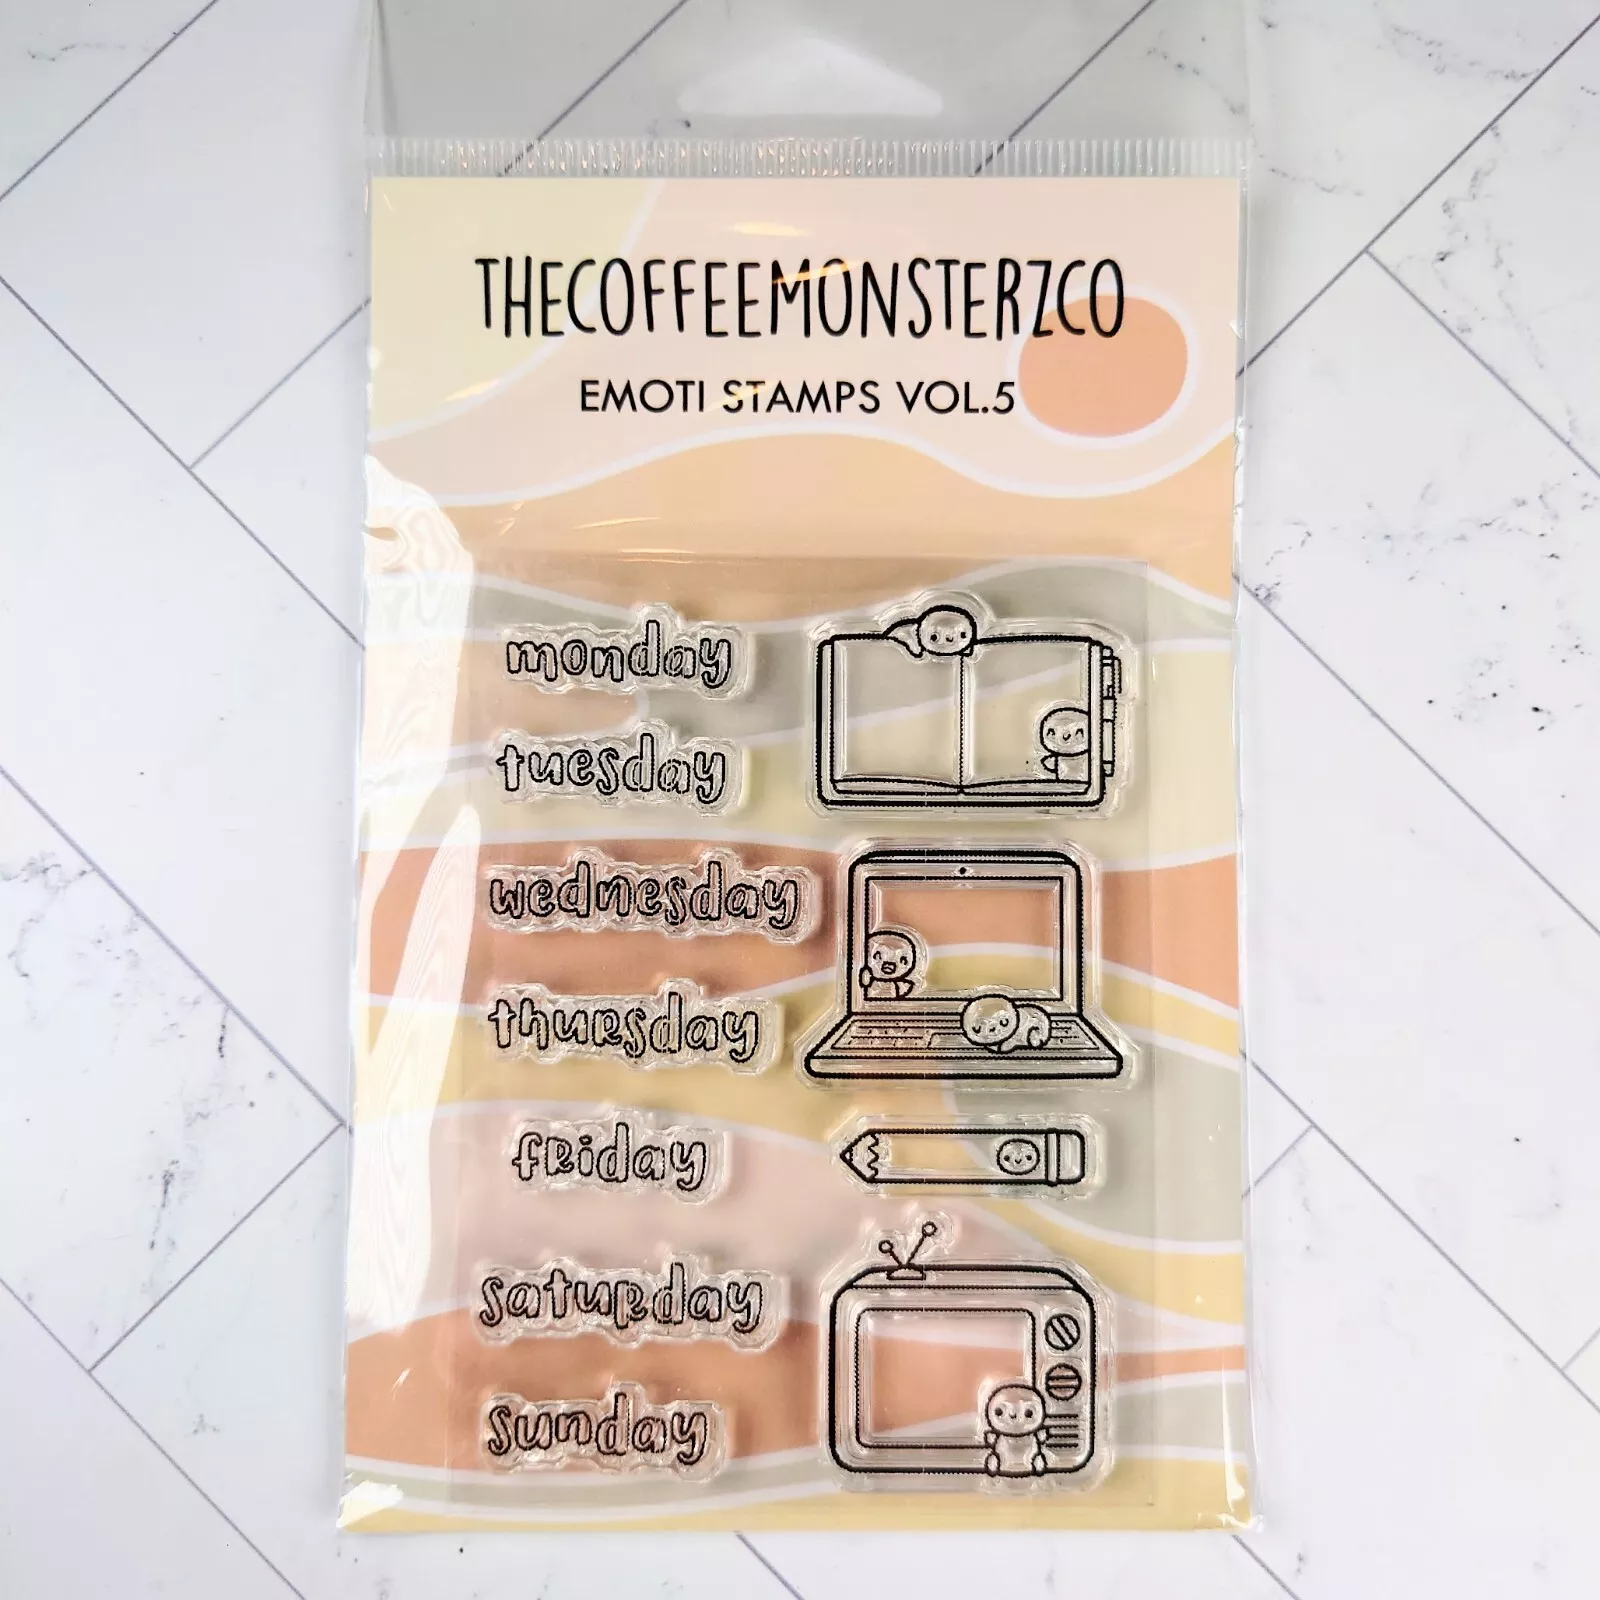 THECOFFEEMONSTERZCO
EMOTI STAMPS VOL.5
monday
tuesday
wednesday
thursday
friday
saturday
sunday